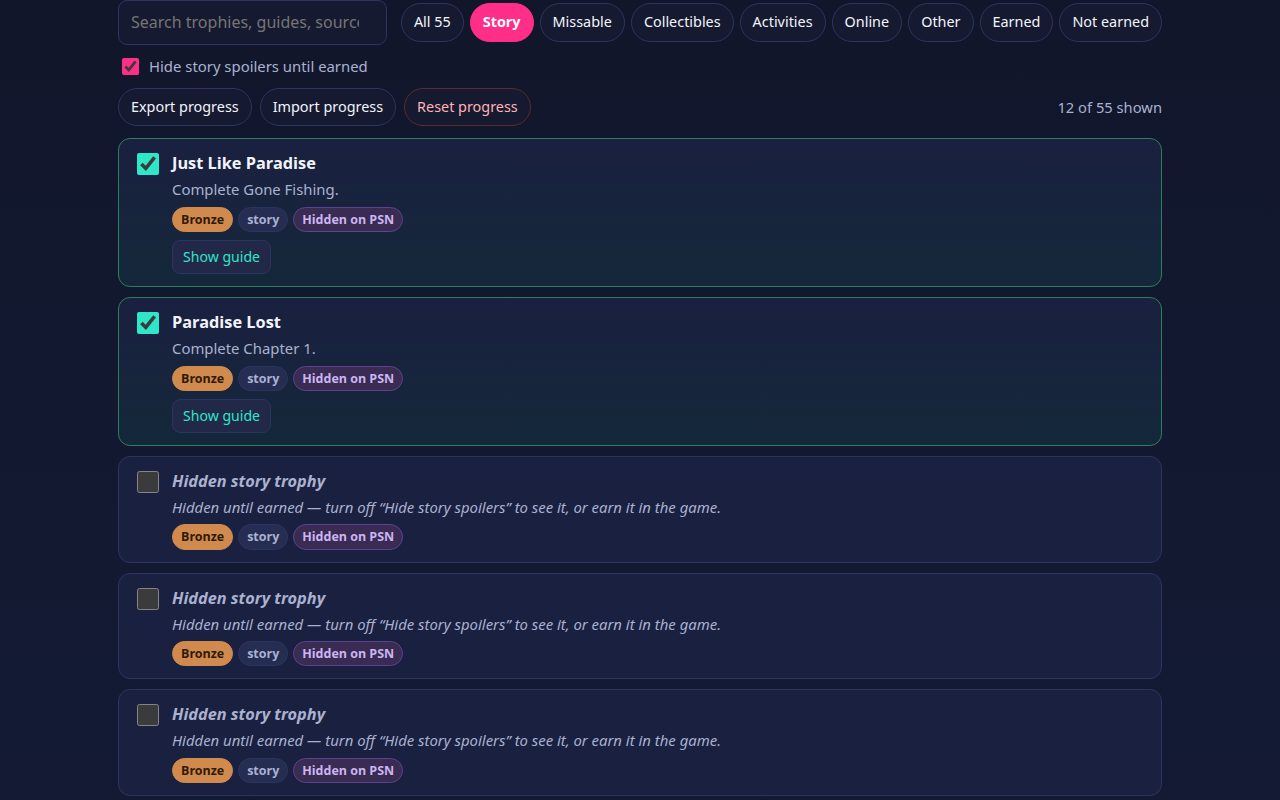 Search trophies, guides, sourc
All 55 Story Missable Collectibles Activities Online Other Earned Not earned
Hide story spoilers until earned
Export progress Import progress Reset progress 12 of 55 shown
Just Like Paradise
Complete Gone Fishing.
Bronze story Hidden on PSN
Show guide
Paradise Lost
Complete Chapter 1.
Bronze story Hidden on PSN
Show guide
Hidden story trophy
Hidden until earned — turn off “Hide story spoilers” to see it, or earn it in the game.
Bronze story Hidden on PSN
Hidden story trophy
Hidden until earned — turn off “Hide story spoilers” to see it, or earn it in the game.
Bronze story Hidden on PSN
Hidden story trophy
Hidden until earned — turn off “Hide story spoilers” to see it, or earn it in the game.
Bronze story Hidden on PSN